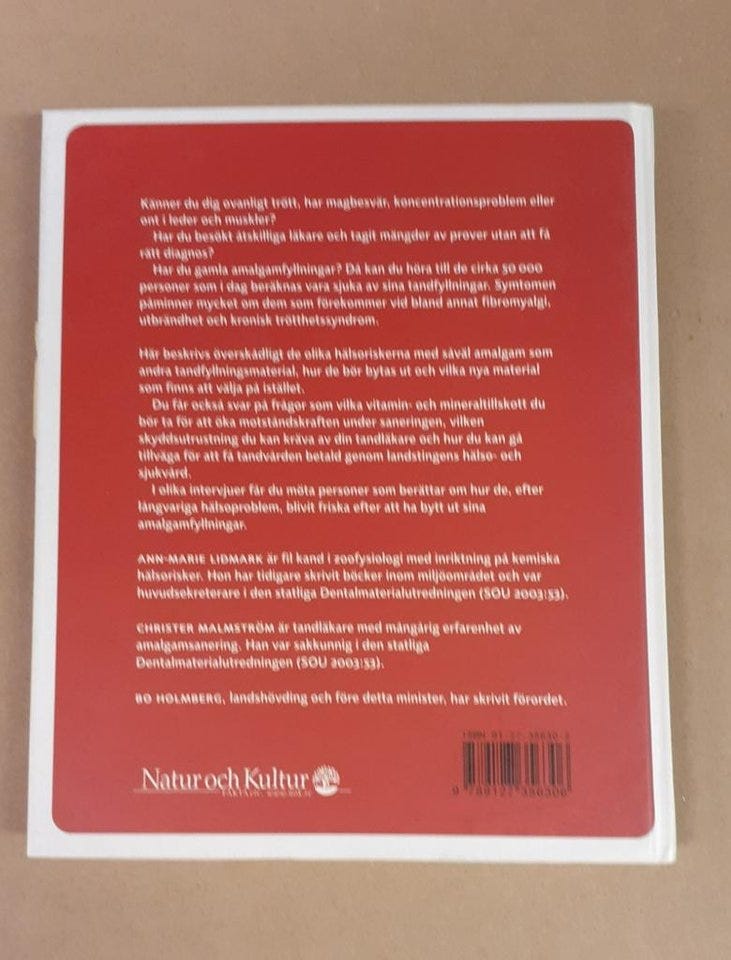 Känner du dig ovanligt trött, har magbesvär, koncentrationsproblem eller
ont i leder och muskler?
Har du besökt åtskilliga läkare och tagit mängder av prover utan att få
rätt diagnos?
Har du gamla amalgamfyllningar? Då kan du höra till de cirka 50 000
personer som i dag beräknas vara sjuka av sina tandfyllningar. Symtomen
påminner mycket om dem som förekommer vid bland annat fibromyalgi,
utbrändhet och kronisk trötthetssyndrom.
Här beskrivs överskådligt de olika hälsoriskerna med såväl amalgam som
andra tandfyllningsmaterial, hur de bör bytas ut och vilka nya material
som finns att välja på istället.
Du får också svar på frågor som vilka vitamin- och mineraltillskott du
bör ta för att öka motståndskraften under saneringen, vilken
skyddsutrustning du kan kräva av din tandläkare och hur du kan gå
tillväga för att få tandvården betald genom landstingens hälso- och
sjukvård.
I olika intervjuer får du möta personer som berättar om hur de, efter
långvariga hälsoproblem, blivit friska efter att ha bytt ut sina
amalgamfyllningar.
ANN-MARIE LIDMARK är fil kand i zoofysiologi med inriktning på kemiska
hälsorisker. Hon har tidigare skrivit böcker inom miljöområdet och var
huvudsekreterare i den statliga Dentalmaterialutredningen (SOU 2003:53).
CHRISTER MALMSTRÖM är tandläkare med mångårig erfarenhet av
amalgamsanering. Han var sakkunnig i den statliga
Dentalmaterialutredningen (SOU 2003:53).
BO HOLMBERG, landshövding och före detta minister, har skrivit förordet.
ISBN 91-27-35630-
Natur och Kultur
9 789127 356306